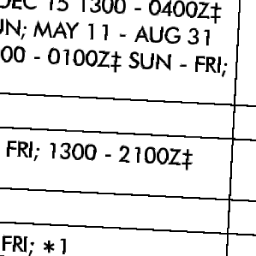 DEC 15 1300 - 0400Z‡
UN; MAY 11 - AUG 31
00 - 0100Z‡ SUN - FRI;
FRI; 1300 - 2100Z‡
FRI; *1